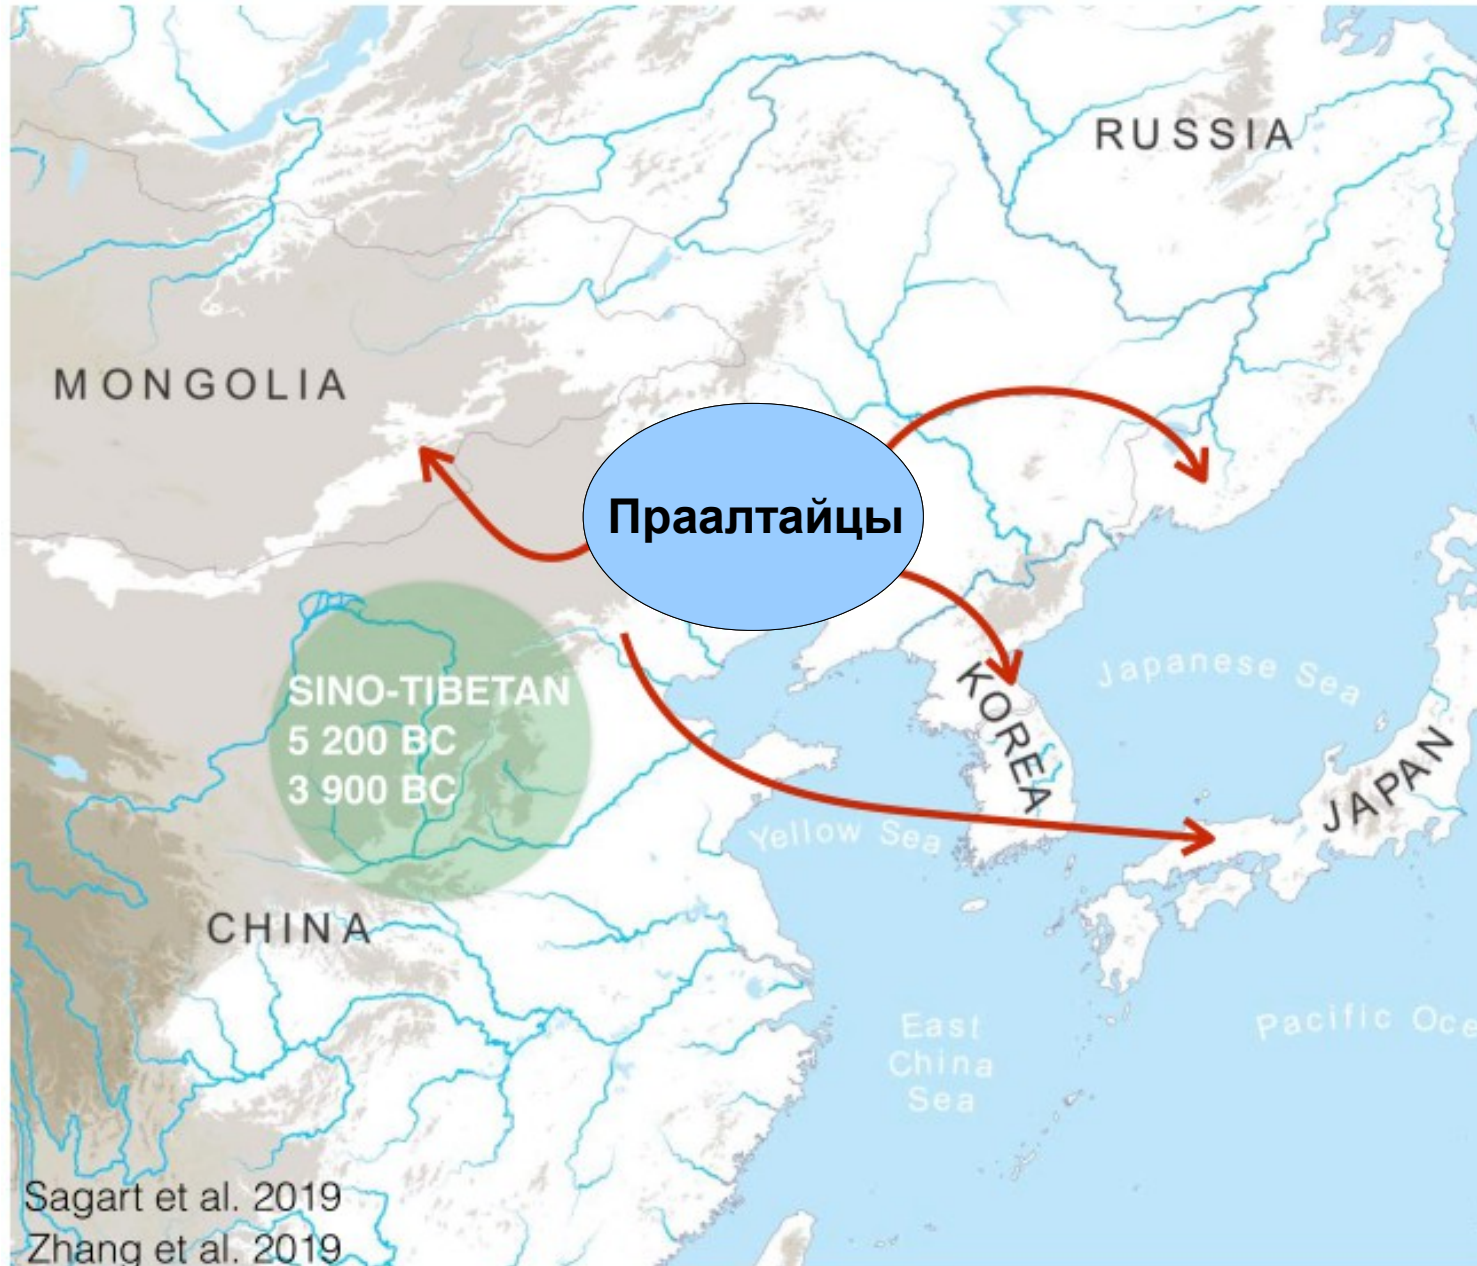 RUSSIA
MONGOLIA
Праалтайцы
SINO-TIBETAN
5 200 BC
3 900 BC
KOREA
Japanese Sea
JAPAN
Yellow Sea
CHINA
East
China
Sea
Pacific Oce
Sagart et al. 2019
Zhang et al. 2019